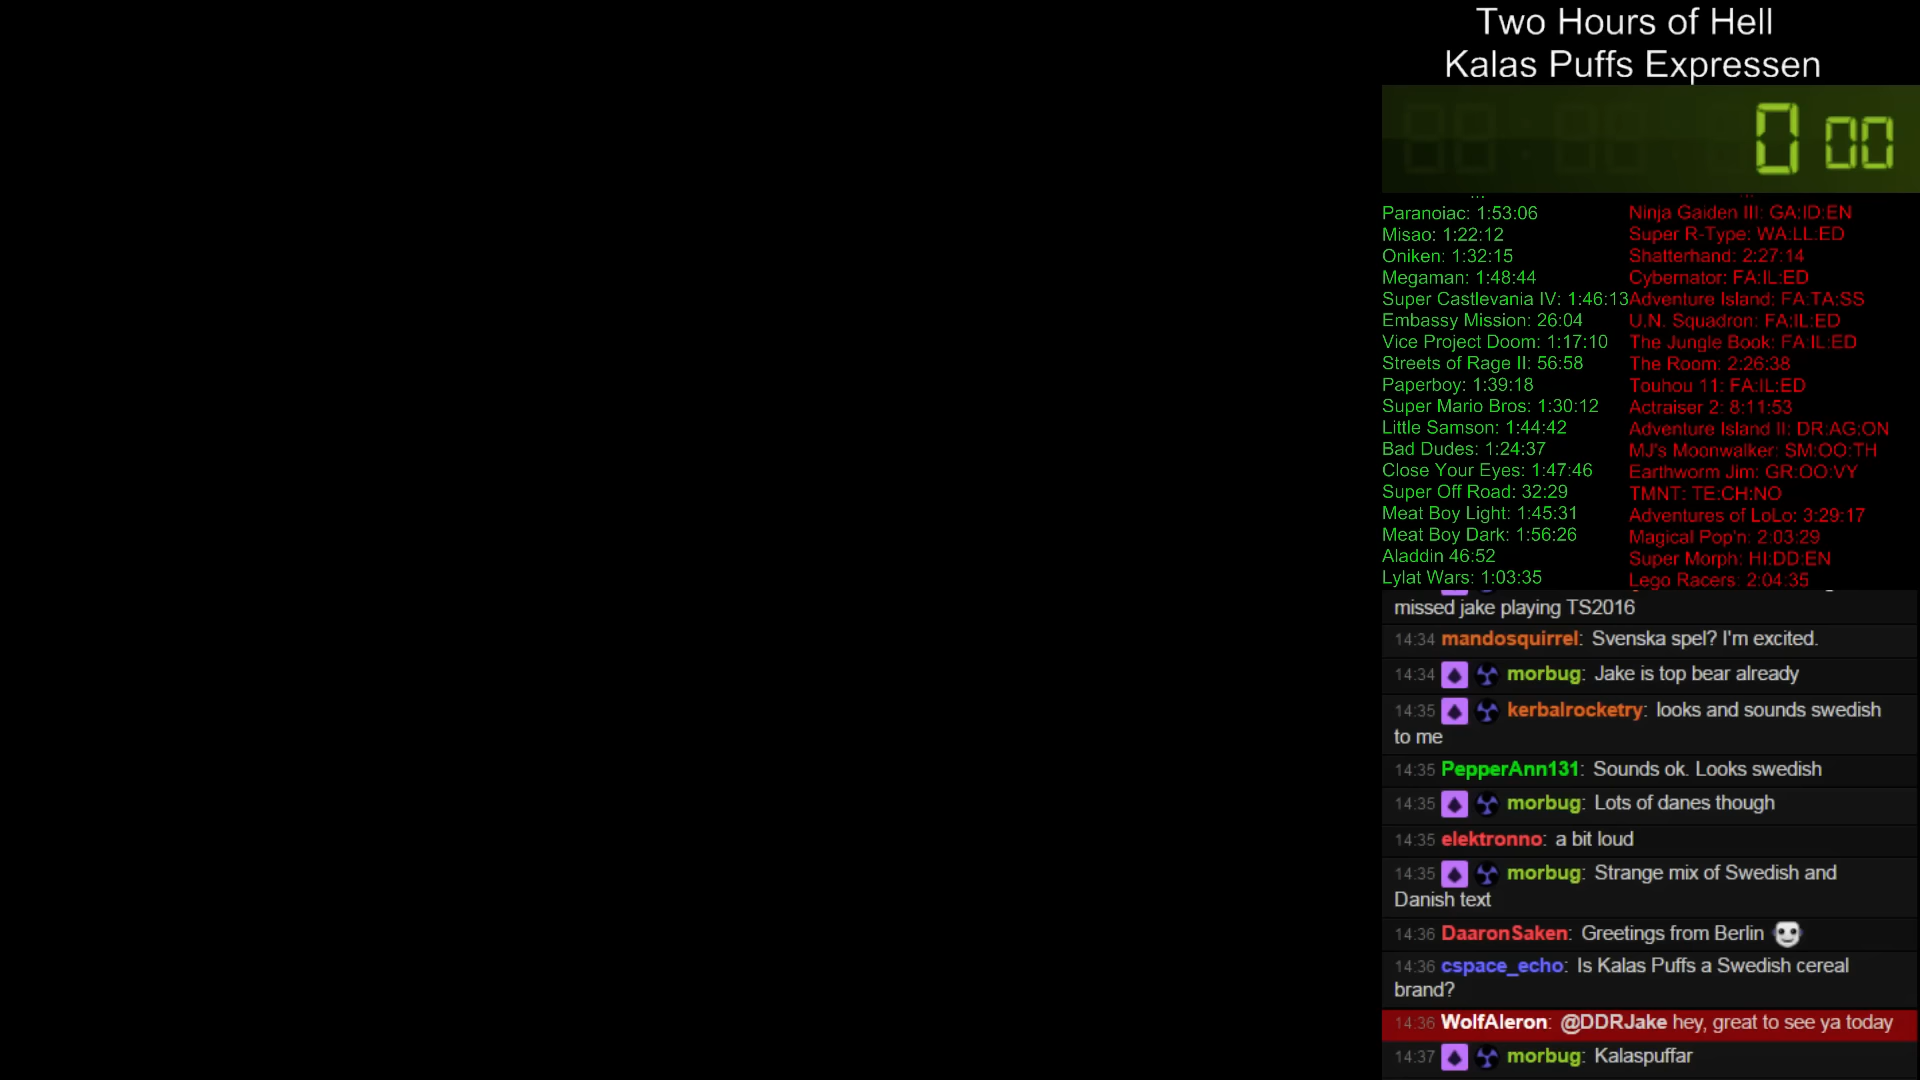 Two Hours of Hell
Kalas Puffs Expressen
0 00
... ...
Paranoiac: 1:53:06
Misao: 1:22:12
Oniken: 1:32:15
Megaman: 1:48:44
Super Castlevania IV: 1:46:13
Embassy Mission: 26:04
Vice Project Doom: 1:17:10
Streets of Rage II: 56:58
Paperboy: 1:39:18
Super Mario Bros: 1:30:12
Little Samson: 1:44:42
Bad Dudes: 1:24:37
Close Your Eyes: 1:47:46
Super Off Road: 32:29
Meat Boy Light: 1:45:31
Meat Boy Dark: 1:56:26
Aladdin 46:52
Lylat Wars: 1:03:35
Ninja Gaiden III: GA:ID:EN
Super R-Type: WA:LL:ED
Shatterhand: 2:27:14
Cybernator: FA:IL:ED
Adventure Island: FA:TA:SS
U.N. Squadron: FA:IL:ED
The Jungle Book: FA:IL:ED
The Room: 2:26:38
Touhou 11: FA:IL:ED
Actraiser 2: 8:11:53
Adventure Island II: DR:AG:ON
MJ's Moonwalker: SM:OO:TH
Earthworm Jim: GR:OO:VY
TMNT: TE:CH:NO
Adventures of LoLo: 3:29:17
Magical Pop'n: 2:03:29
Super Morph: HI:DD:EN
Lego Racers: 2:04:35
missed jake playing TS2016
14:34 mandosquirrel: Svenska spel? I'm excited.
14:34 morbug: Jake is top bear already
14:35 kerbalrocketry: looks and sounds swedish
to me
14:35 PepperAnn131: Sounds ok. Looks swedish
14:35 morbug: Lots of danes though
14:35 elektronno: a bit loud
14:35 morbug: Strange mix of Swedish and
Danish text
14:36 DaaronSaken: Greetings from Berlin
14:36 cspace_echo: Is Kalas Puffs a Swedish cereal
brand?
14:36 WolfAleron: @DDRJake hey, great to see ya today
14:37 morbug: Kalaspuffar